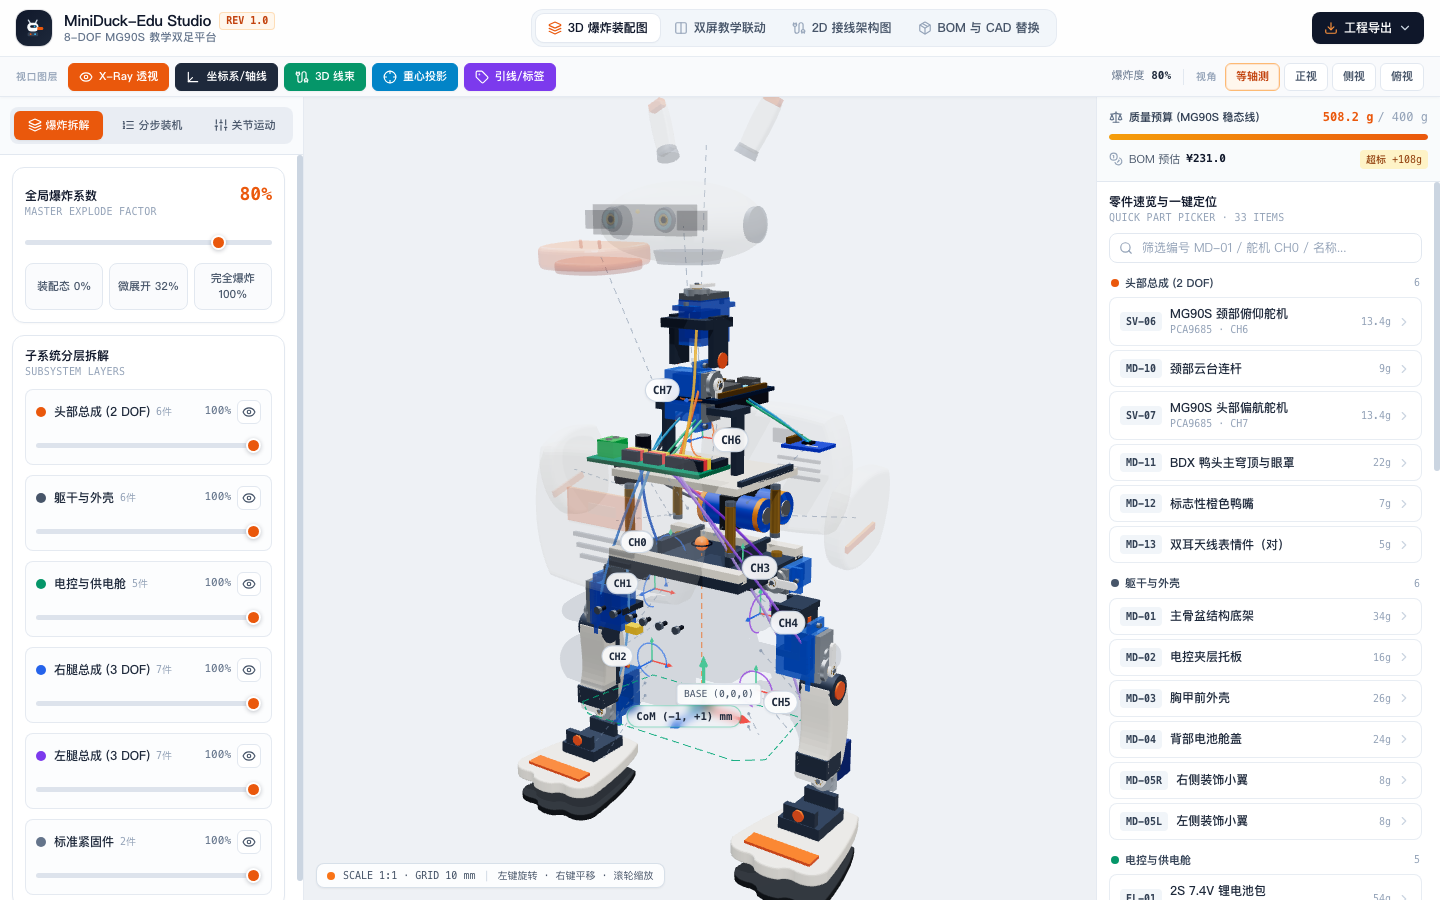 MiniDuck-Edu Studio REV 1.0
8-DOF MG90S 教学双足平台
3D 爆炸装配图
双屏教学联动
2D 接线架构图
BOM 与 CAD 替换
工程导出
视口图层
X-Ray 透视
坐标系/轴线
3D 线束
重心投影
引线/标签
爆炸度 80%
视角
等轴测
正视
侧视
俯视
爆炸拆解
分步装机
关节运动
全局爆炸系数 80%
MASTER EXPLODE FACTOR
装配态 0%
微展开 32%
完全爆炸
100%
子系统分层拆解
SUBSYSTEM LAYERS
头部总成 (2 DOF) 6件 100%
躯干与外壳 6件 100%
电控与供电舱 5件 100%
右腿总成 (3 DOF) 7件 100%
左腿总成 (3 DOF) 7件 100%
标准紧固件 2件 100%
CH7
CH6
CH0
CH3
CH1
CH4
CH2
BASE (0,0,0)
CH5
CoM (-1, +1) mm
SCALE 1:1 · GRID 10 mm
左键旋转 · 右键平移 · 滚轮缩放
质量预算 (MG90S 稳态线) 508.2 g / 400 g
BOM 预估 ¥231.0
超标 +108g
零件速览与一键定位
QUICK PART PICKER · 33 ITEMS
筛选编号 MD-01 / 舵机 CH0 / 名称...
头部总成 (2 DOF) 6
SV-06 MG90S 颈部俯仰舵机 13.4g
PCA9685 · CH6
MD-10 颈部云台连杆 9g
SV-07 MG90S 头部偏航舵机 13.4g
PCA9685 · CH7
MD-11 BDX 鸭头主穹顶与眼罩 22g
MD-12 标志性橙色鸭嘴 7g
MD-13 双耳天线表情件（对） 5g
躯干与外壳 6
MD-01 主骨盆结构底架 34g
MD-02 电控夹层托板 16g
MD-03 胸甲前外壳 26g
MD-04 背部电池舱盖 24g
MD-05R 右侧装饰小翼 8g
MD-05L 左侧装饰小翼 8g
电控与供电舱 5
EL-01 2S 7.4V 锂电池包 54g